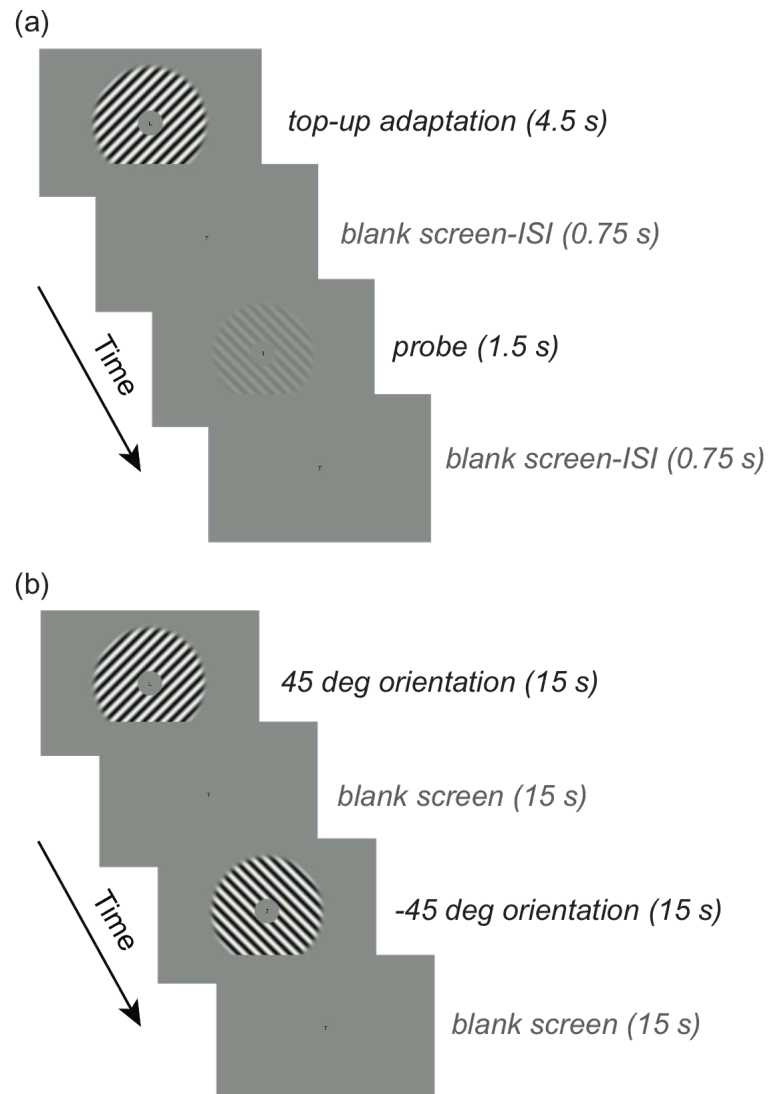 (a)
top-up adaptation (4.5 s)
blank screen-ISI (0.75 s)
probe (1.5 s)
blank screen-ISI (0.75 s)
Time
(b)
45 deg orientation (15 s)
blank screen (15 s)
-45 deg orientation (15 s)
blank screen (15 s)
Time